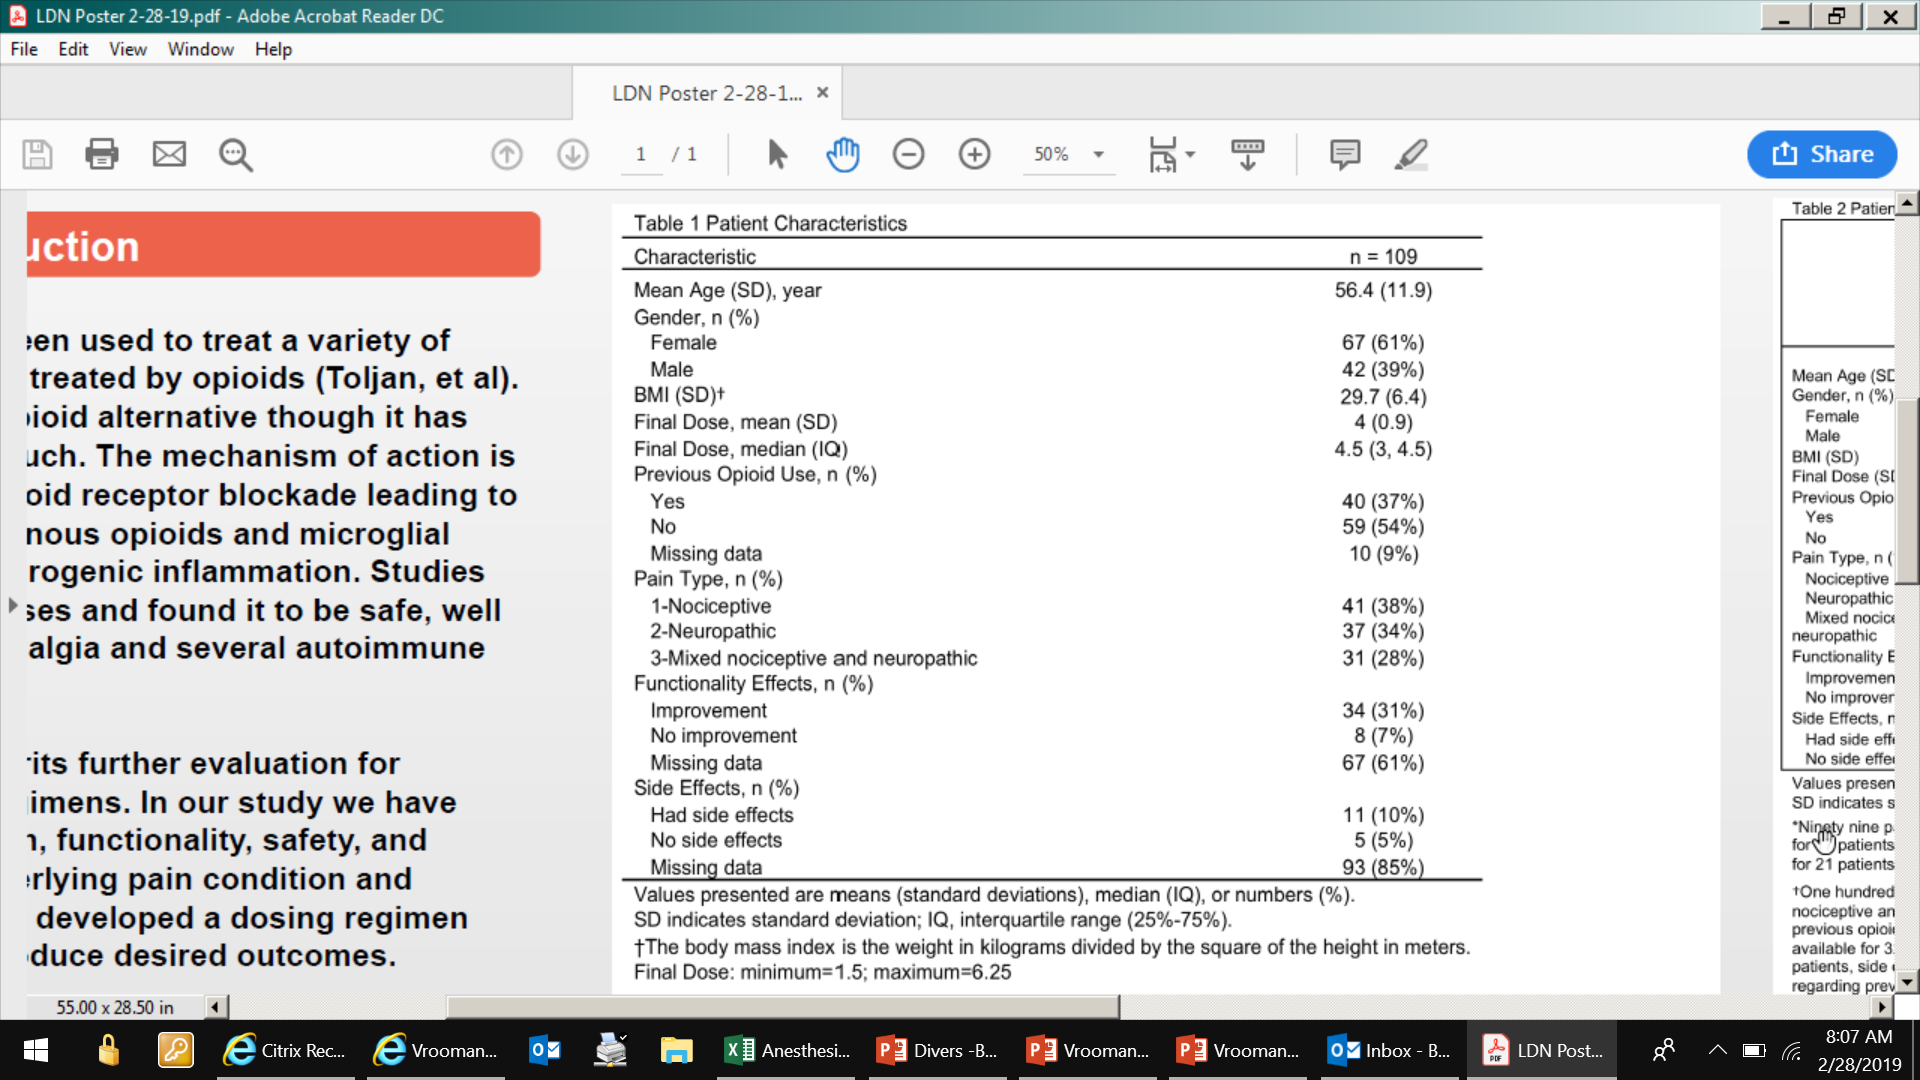 LDN Poster 2-28-19.pdf - Adobe Acrobat Reader DC
File Edit View Window Help
LDN Poster 2-28-1... ×
1 / 1 50% Share
uction
een used to treat a variety of
treated by opioids (Toljan, et al).
ioid alternative though it has
uch. The mechanism of action is
oid receptor blockade leading to
nous opioids and microglial
rogenic inflammation. Studies
ses and found it to be safe, well
algia and several autoimmune
rits further evaluation for
imens. In our study we have
n, functionality, safety, and
erlying pain condition and
developed a dosing regimen
duce desired outcomes.
Table 1 Patient Characteristics
Characteristic n = 109
Mean Age (SD), year 56.4 (11.9)
Gender, n (%)
Female 67 (61%)
Male 42 (39%)
BMI (SD)† 29.7 (6.4)
Final Dose, mean (SD) 4 (0.9)
Final Dose, median (IQ) 4.5 (3, 4.5)
Previous Opioid Use, n (%)
Yes 40 (37%)
No 59 (54%)
Missing data 10 (9%)
Pain Type, n (%)
1-Nociceptive 41 (38%)
2-Neuropathic 37 (34%)
3-Mixed nociceptive and neuropathic 31 (28%)
Functionality Effects, n (%)
Improvement 34 (31%)
No improvement 8 (7%)
Missing data 67 (61%)
Side Effects, n (%)
Had side effects 11 (10%)
No side effects 5 (5%)
Missing data 93 (85%)
Values presented are means (standard deviations), median (IQ), or numbers (%).
SD indicates standard deviation; IQ, interquartile range (25%-75%).
†The body mass index is the weight in kilograms divided by the square of the height in meters.
Final Dose: minimum=1.5; maximum=6.25
Table 2 Patien
Mean Age (SD
Gender, n (%)
Female
Male
BMI (SD)
Final Dose (SD
Previous Opio
Yes
No
Pain Type, n (
Nociceptive
Neuropathic
Mixed nocice
neuropathic
Functionality E
Improvemen
No improver
Side Effects, n
Had side effe
No side effec
Values presen
SD indicates s
*Ninety nine p
for patients
for 21 patients
†One hundred
nociceptive an
previous opioi
available for 3
patients, side
regarding prev
55.00 x 28.50 in
Citrix Rec... Vrooman... Anesthesi... Divers -B... Vrooman... Vrooman... Inbox - B... LDN Post...
8:07 AM
2/28/2019